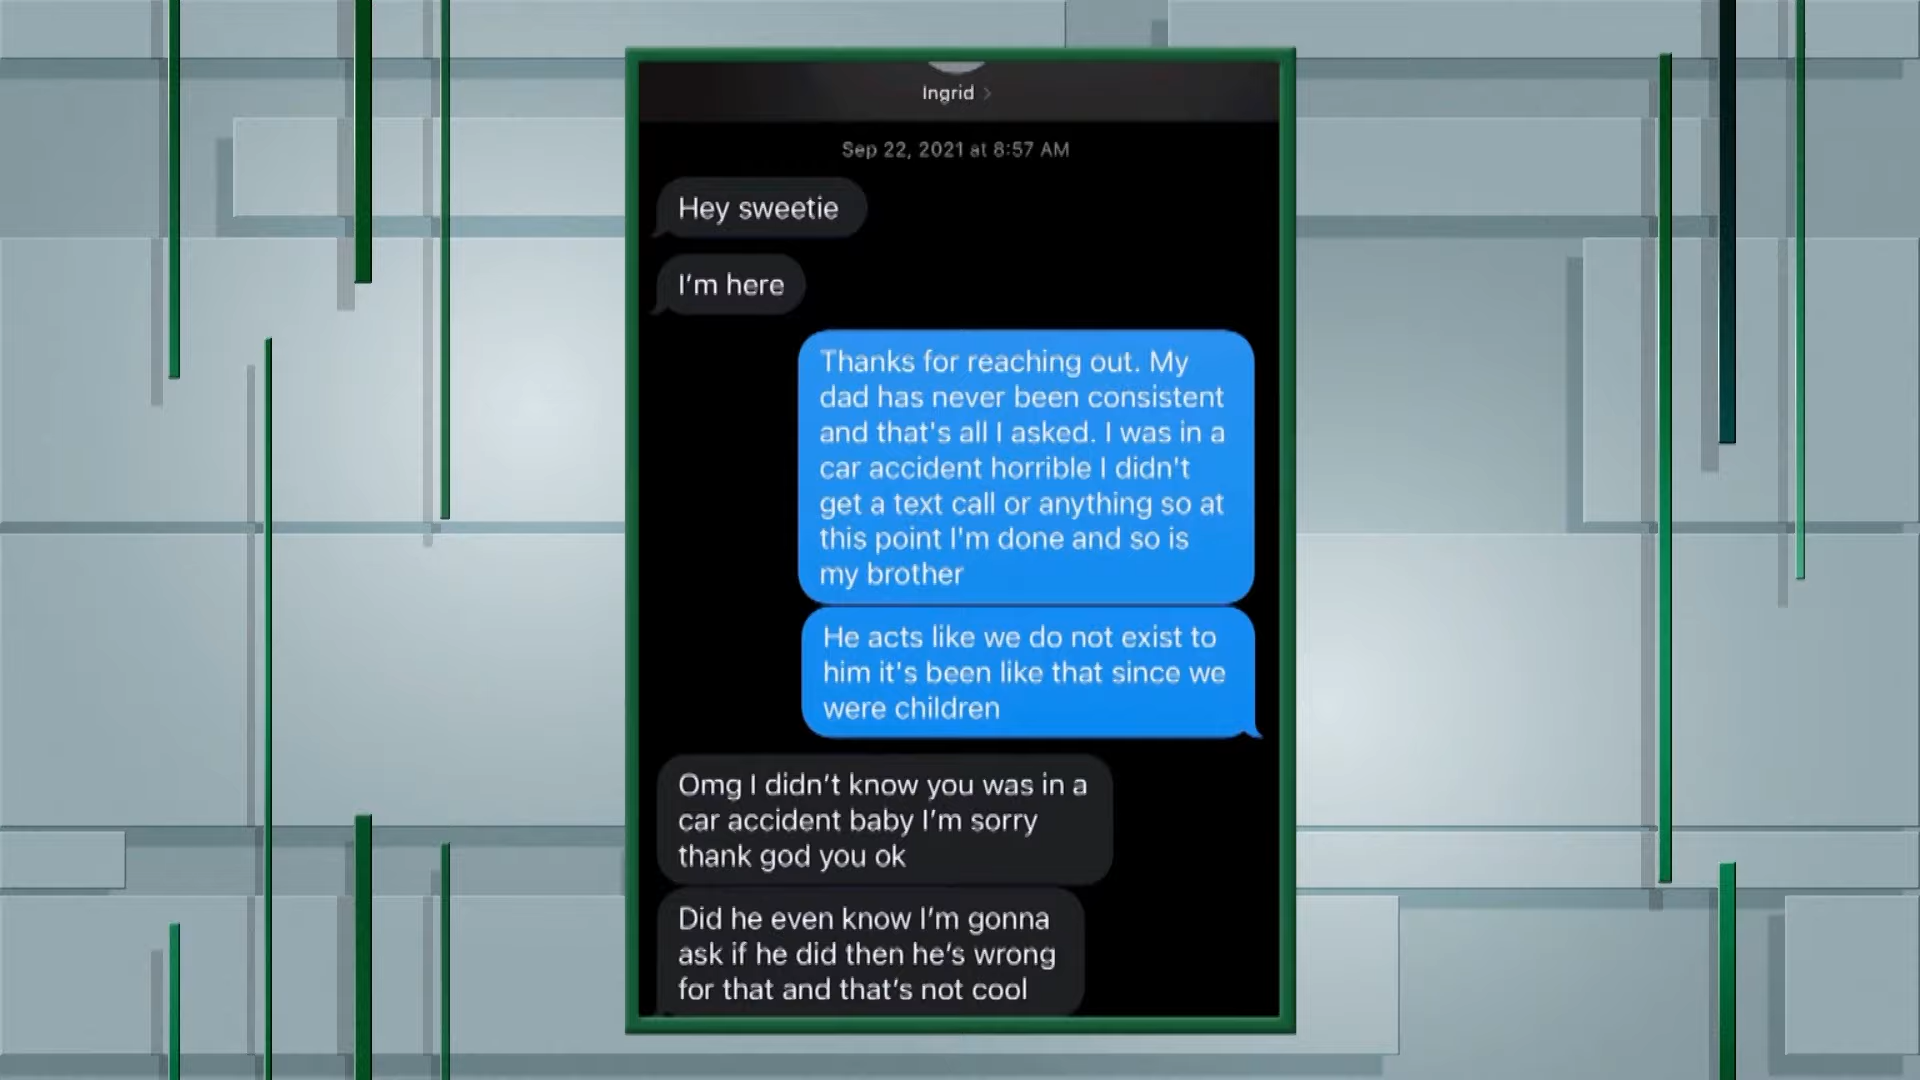 Ingrid >
Sep 22, 2021 at 8:57 AM
Hey sweetie
I'm here
Thanks for reaching out. My
dad has never been consistent
and that's all I asked. I was in a
car accident horrible I didn't
get a text call or anything so at
this point I'm done and so is
my brother
He acts like we do not exist to
him it's been like that since we
were children
Omg I didn't know you was in a
car accident baby I'm sorry
thank god you ok
Did he even know I'm gonna
ask if he did then he's wrong
for that and that's not cool